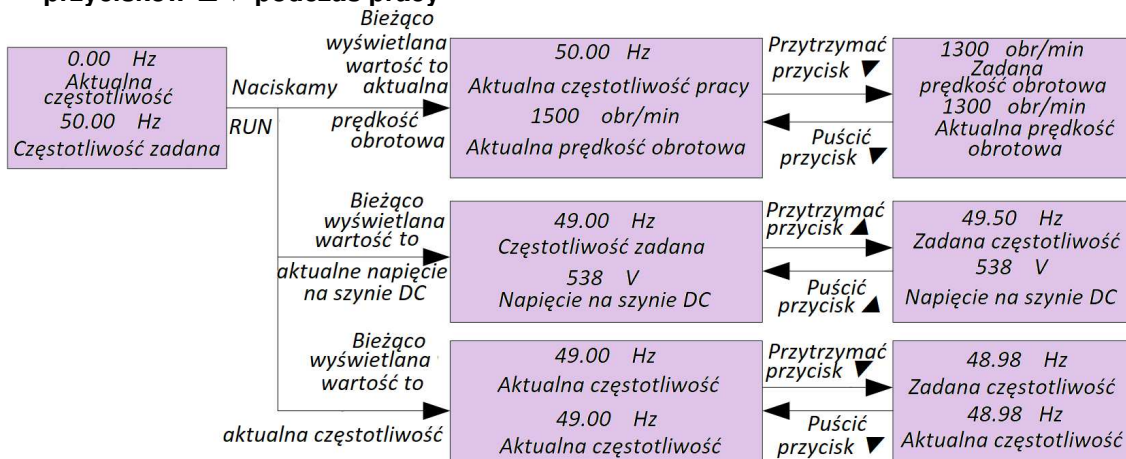 przycisków ▲ ▼ podczas pracy
0.00 Hz
Aktualna
częstotliwość
50.00 Hz
Częstotliwość zadana
Naciskamy
RUN
Bieżąco
wyświetlana
wartość to
aktualna
prędkość
obrotowa
50.00 Hz
Aktualna częstotliwość pracy
1500 obr/min
Aktualna prędkość obrotowa
Przytrzymać
przycisk ▼
Puścić
przycisk ▼
1300 obr/min
Zadana
prędkość obrotowa
1300 obr/min
Aktualna prędkość
obrotowa
Bieżąco
wyświetlana
wartość to
aktualne napięcie
na szynie DC
49.00 Hz
Częstotliwość zadana
538 V
Napięcie na szynie DC
Przytrzymać
przycisk ▲
Puścić
przycisk ▲
49.50 Hz
Zadana częstotliwość
538 V
Napięcie na szynie DC
Bieżąco
wyświetlana
wartość to
aktualna częstotliwość
49.00 Hz
Aktualna częstotliwość
49.00 Hz
Aktualna częstotliwość
Przytrzymać
przycisk ▼
Puścić
przycisk ▼
48.98 Hz
Zadana częstotliwość
48.98 Hz
Aktualna częstotliwość